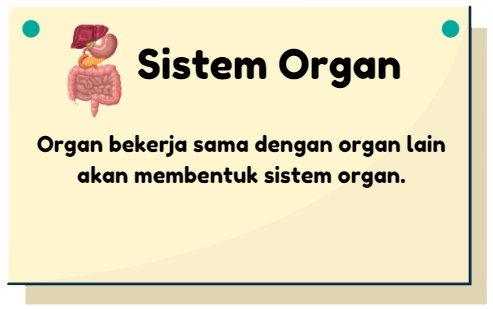 Sistem Organ
Organ bekerja sama dengan organ lain
akan membentuk sistem organ.